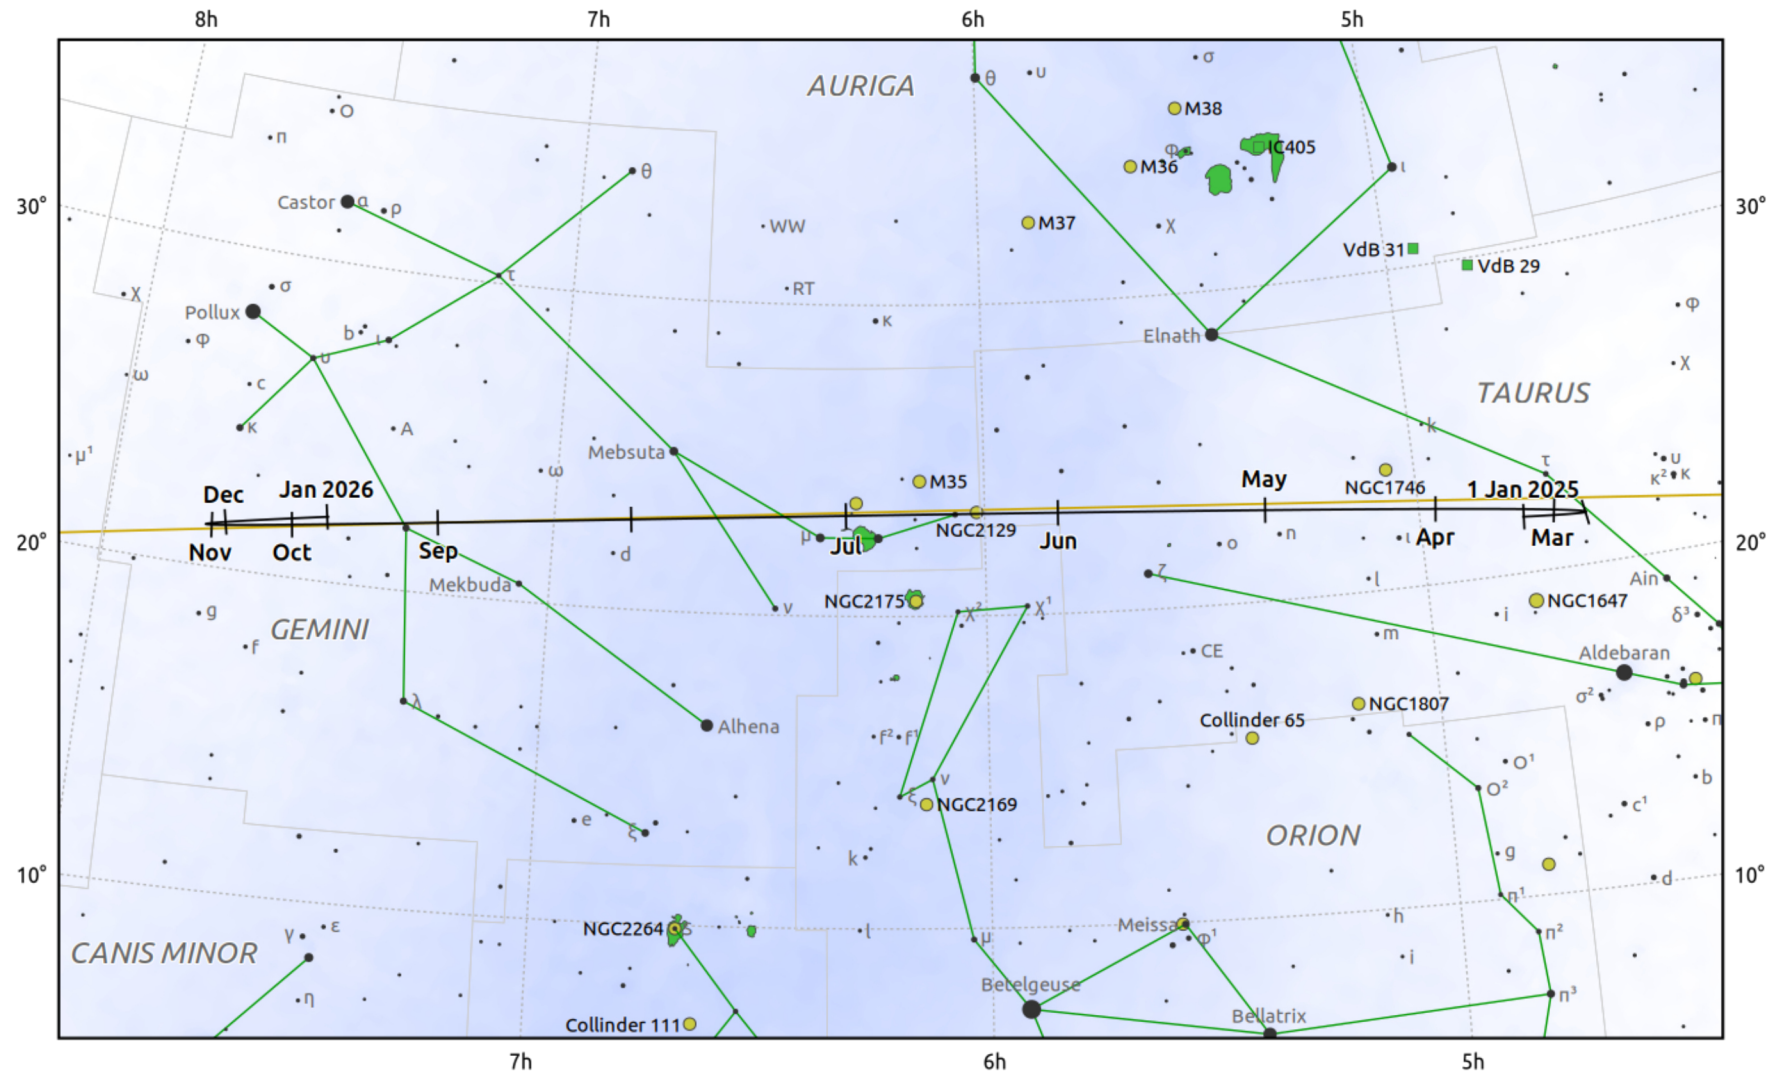 8h 7h 6h 5h
θ υ σ
AURIGA
M38
Ο
π
φ IC405
M36
θ
ι
Castor α ρ
30° 30°
WW M37 χ
VdB 31
VdB 29
τ
σ RT
χ
φ
Pollux
κ
b ι
φ Elnath
υ
χ
ω c
TAURUS
κ A k
Mebsuta
μ¹
τ υ
ω κ² κ
M35
Dec Jan 2026 May NGC1746 1 Jan 2025
NGC2129
μ
Nov Oct Sep Jul Jun Apr Mar
20° 20°
d o n ι
Mekbuda ζ l Ain
NGC2175 NGC1647
ν χ² χ¹ i δ³
g
GEMINI
f m
CE Aldebaran
σ²
λ NGC1807
Collinder 65
Alhena ρ π
f² f¹
ο¹
ν b
ξ NGC2169 ο²
c¹
e ξ
ORION
k g
10° 10°
d
π¹
h
NGC2264 S l Meissa
π²
γ ε μ φ¹
CANIS MINOR i
Betelgeuse
η π³
Collinder 111 Bellatrix
7h 6h 5h